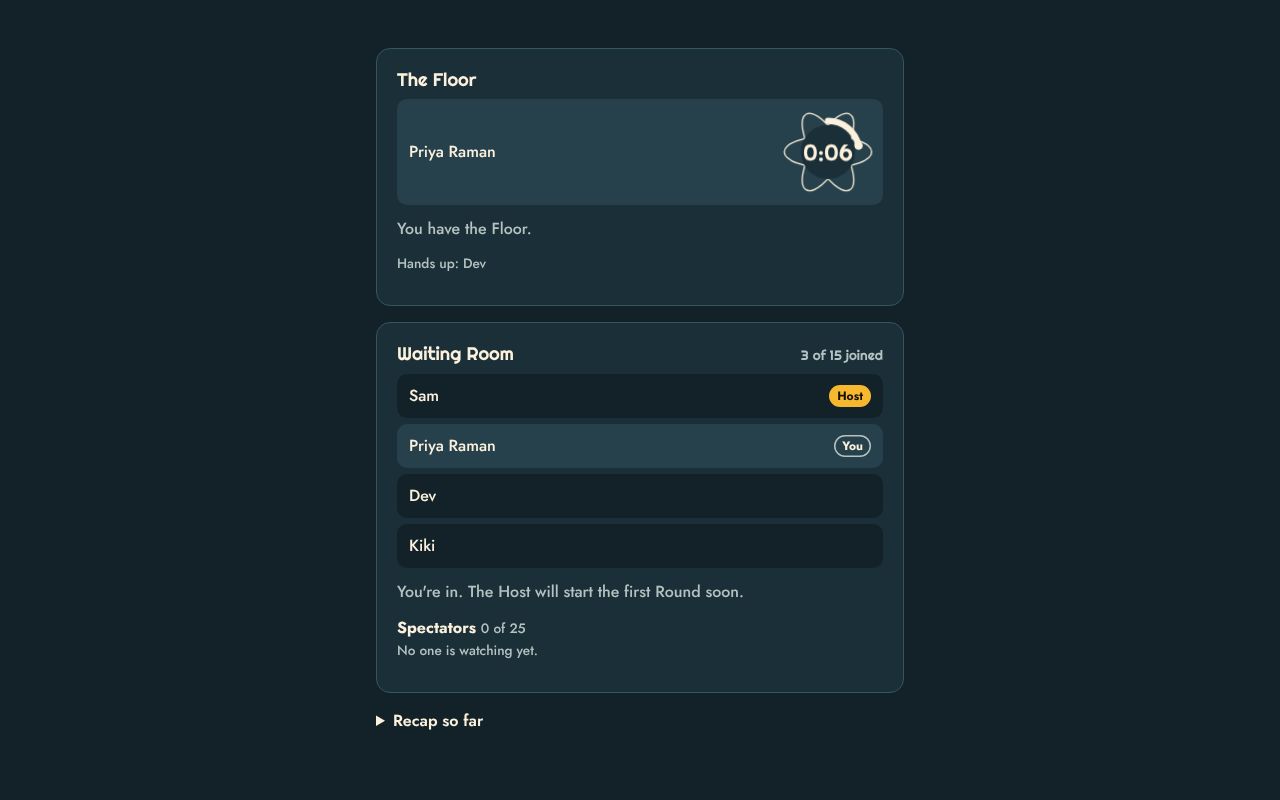 The Floor
Priya Raman
0:06
You have the Floor.
Hands up: Dev
Waiting Room
3 of 15 joined
Sam
Host
Priya Raman
You
Dev
Kiki
You're in. The Host will start the first Round soon.
Spectators 0 of 25
No one is watching yet.
Recap so far